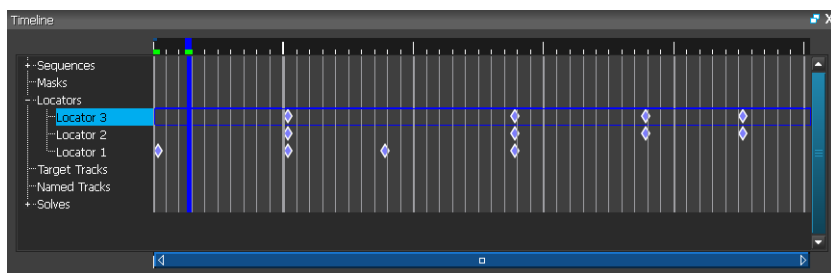 Timeline
Sequences
Masks
Locators
Locator 3
Locator 2
Locator 1
Target Tracks
Named Tracks
Solves